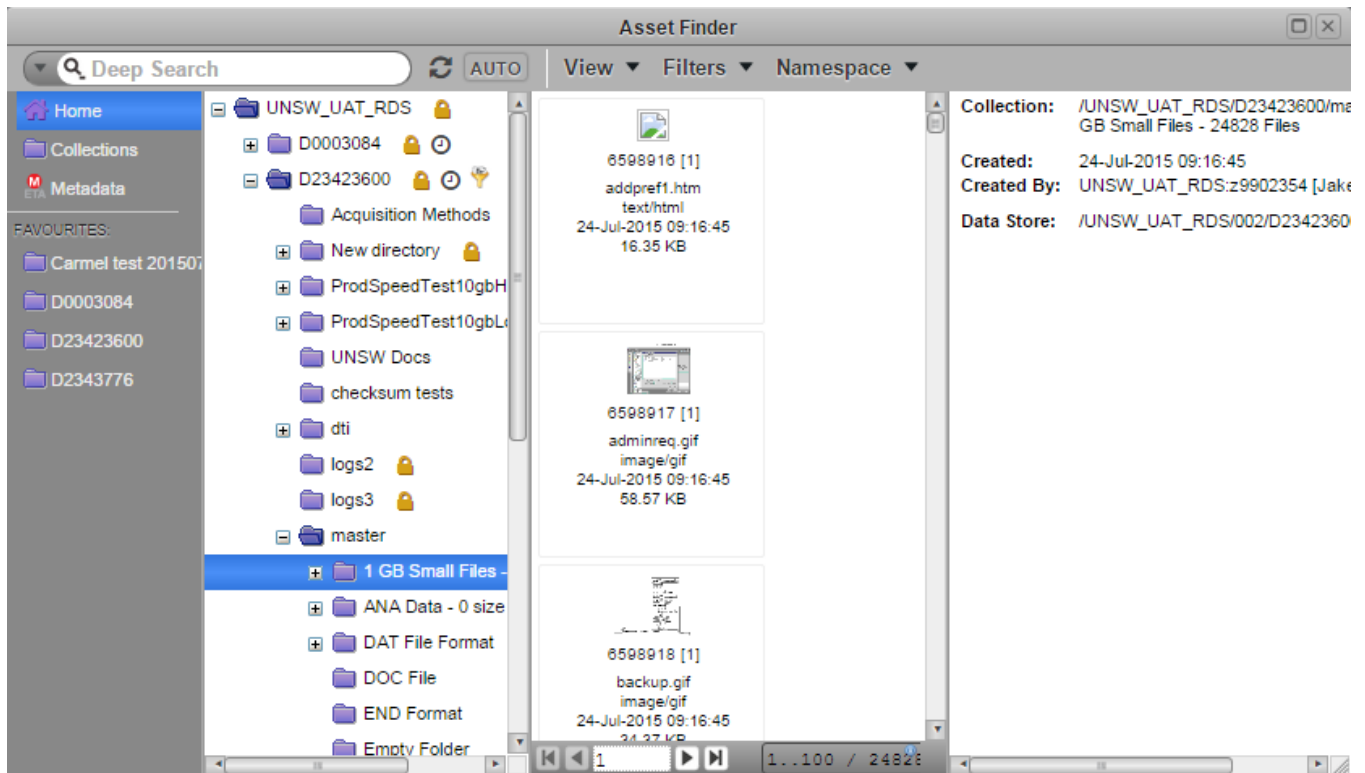 Asset Finder
Deep Search
AUTO
View
Filters
Namespace
Home
Collections
Metadata
FAVOURITES:
Carmel test 20150
D0003084
D23423600
D2343776
UNSW_UAT_RDS
D0003084
D23423600
Acquisition Methods
New directory
ProdSpeedTest10gbH
ProdSpeedTest10gbL
UNSW Docs
checksum tests
dti
logs2
logs3
master
1 GB Small Files -
ANA Data - 0 size
DAT File Format
DOC File
END Format
Empty Folder
6598916 [1]
addpref1.htm
text/html
24-Jul-2015 09:16:45
16.35 KB
6598917 [1]
adminreq.gif
image/gif
24-Jul-2015 09:16:45
58.57 KB
6598918 [1]
backup.gif
image/gif
24-Jul-2015 09:16:45
34.37 KB
1
1..100 / 24828
Collection: /UNSW_UAT_RDS/D23423600/ma
GB Small Files - 24828 Files
Created: 24-Jul-2015 09:16:45
Created By: UNSW_UAT_RDS:z9902354 [Jake
Data Store: /UNSW_UAT_RDS/002/D2342360